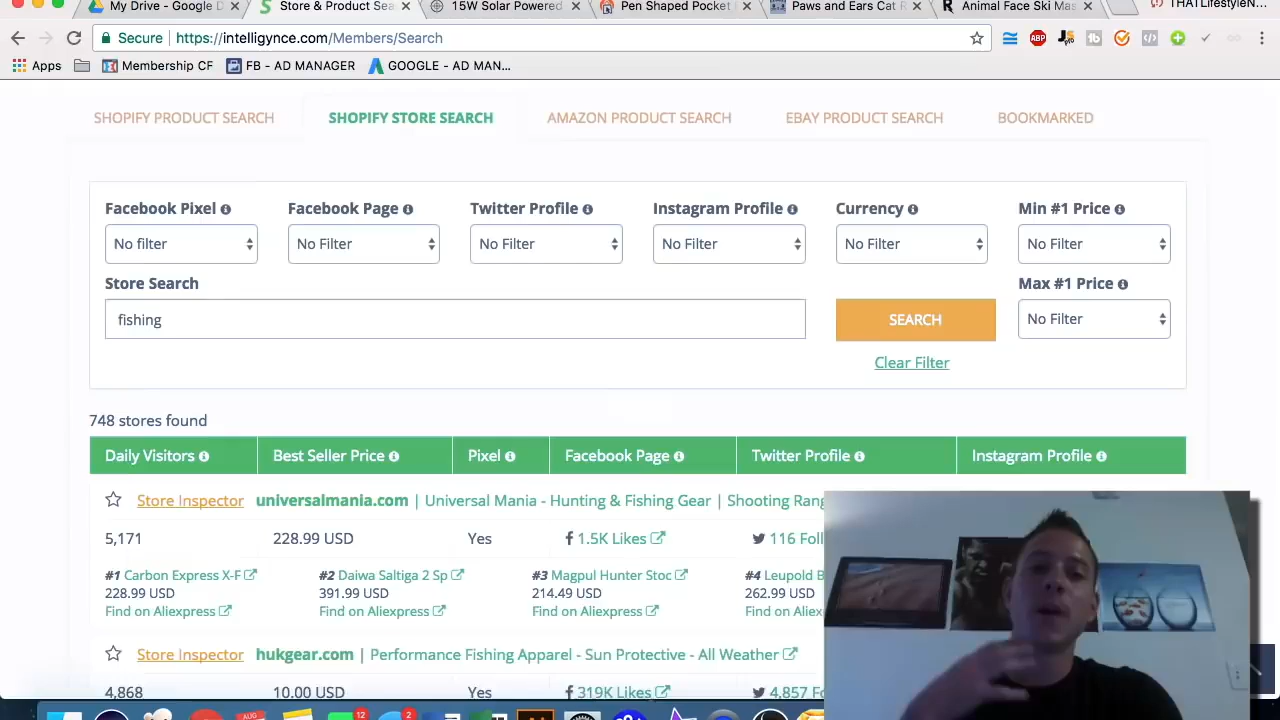 My Drive - Google D
Store & Product Sea
15W Solar Powered
Pen Shaped Pocket
Paws and Ears Cat R
Animal Face Ski Mas
THATLifestyleN
Secure | https://intelligynce.com/Members/Search
ABP
Apps
Membership CF
FB - AD MANAGER
GOOGLE - AD MAN...
SHOPIFY PRODUCT SEARCH
SHOPIFY STORE SEARCH
AMAZON PRODUCT SEARCH
EBAY PRODUCT SEARCH
BOOKMARKED
Facebook Pixel
Facebook Page
Twitter Profile
Instagram Profile
Currency
Min #1 Price
No filter
No Filter
No Filter
No Filter
No Filter
No Filter
Store Search
Max #1 Price
fishing
SEARCH
No Filter
Clear Filter
748 stores found
Daily Visitors
Best Seller Price
Pixel
Facebook Page
Twitter Profile
Instagram Profile
Store Inspector universalmania.com | Universal Mania - Hunting & Fishing Gear | Shooting Rang
5,171
228.99 USD
Yes
1.5K Likes
116 Foll
#1 Carbon Express X-F
#2 Daiwa Saltiga 2 Sp
#3 Magpul Hunter Stoc
#4 Leupold B
228.99 USD
391.99 USD
214.49 USD
262.99 USD
Find on Aliexpress
Find on Aliexpress
Find on Aliexpress
Find on Aliex
Store Inspector hukgear.com | Performance Fishing Apparel - Sun Protective - All Weather
4,868
10.00 USD
Yes
319K Likes
4,857 Fo
AUG
12
2